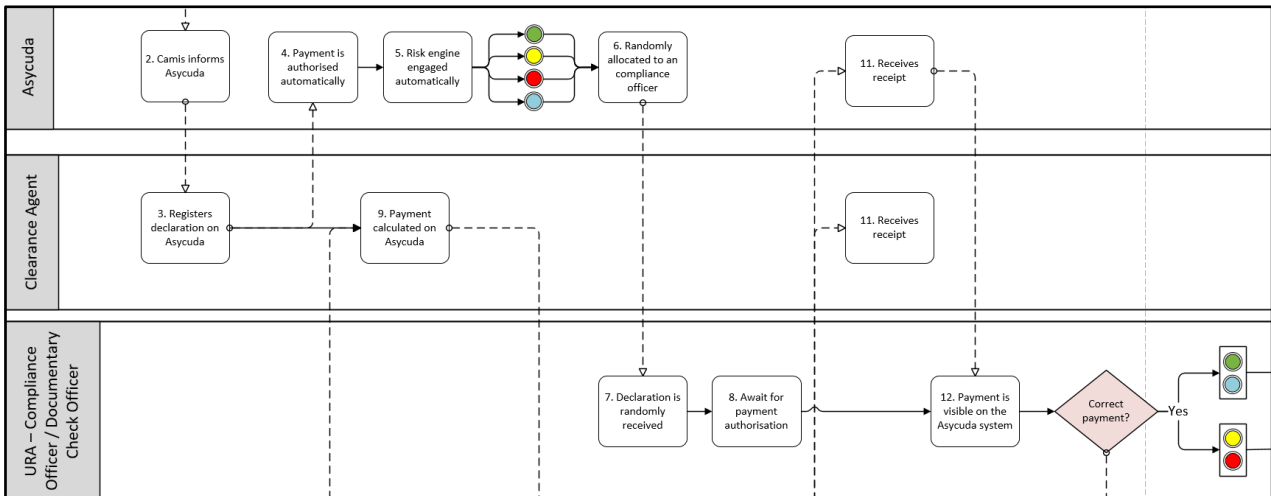 Asycuda
2. Camis informs
Asycuda
4. Payment is
authorised
automatically
5. Risk engine
engaged
automatically
6. Randomly
allocated to an
compliance
officer
11. Receives
receipt
Clearance Agent
3. Registers
declaration on
Asycuda
9. Payment
calculated on
Asycuda
11. Receives
receipt
URA – Compliance
Officer / Documentary
Check Officer
7. Declaration is
randomly
received
8. Await for
payment
authorisation
12. Payment is
visible on the
Asycuda system
Correct
payment?
Yes